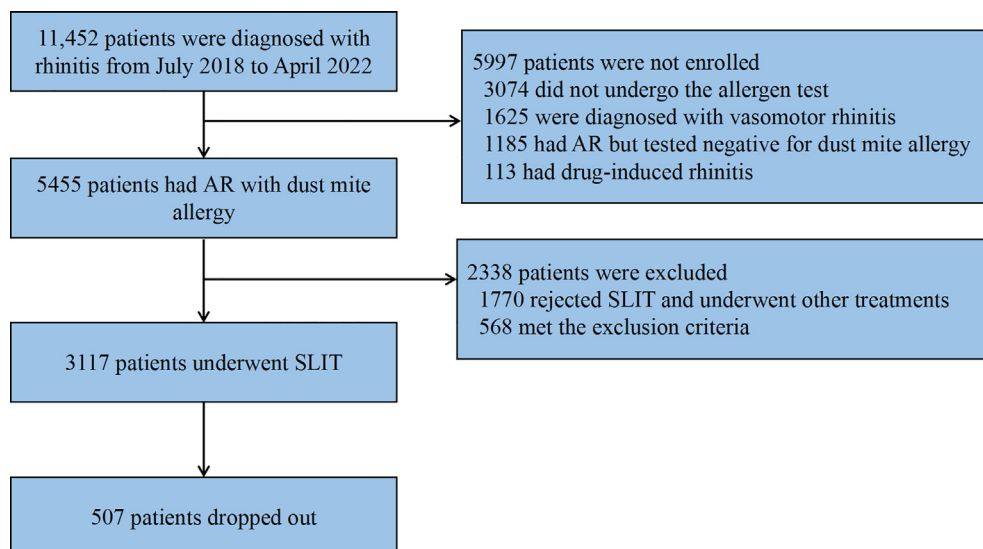 11,452 patients were diagnosed with
rhinitis from July 2018 to April 2022
5997 patients were not enrolled
3074 did not undergo the allergen test
1625 were diagnosed with vasomotor rhinitis
1185 had AR but tested negative for dust mite allergy
113 had drug-induced rhinitis
5455 patients had AR with dust mite
allergy
2338 patients were excluded
1770 rejected SLIT and underwent other treatments
568 met the exclusion criteria
3117 patients underwent SLIT
507 patients dropped out